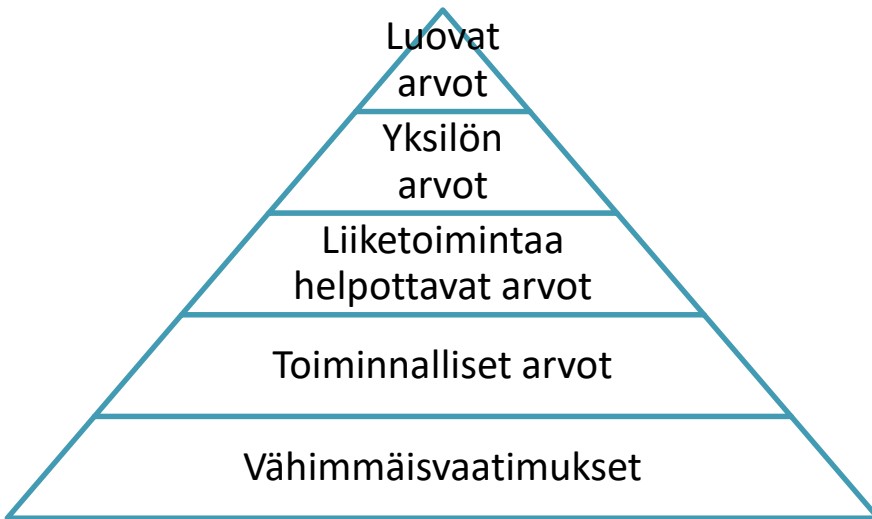 Luovat
arvot
Yksilön
arvot
Liiketoimintaa
helpottavat arvot
Toiminnalliset arvot
Vähimmäisvaatimukset